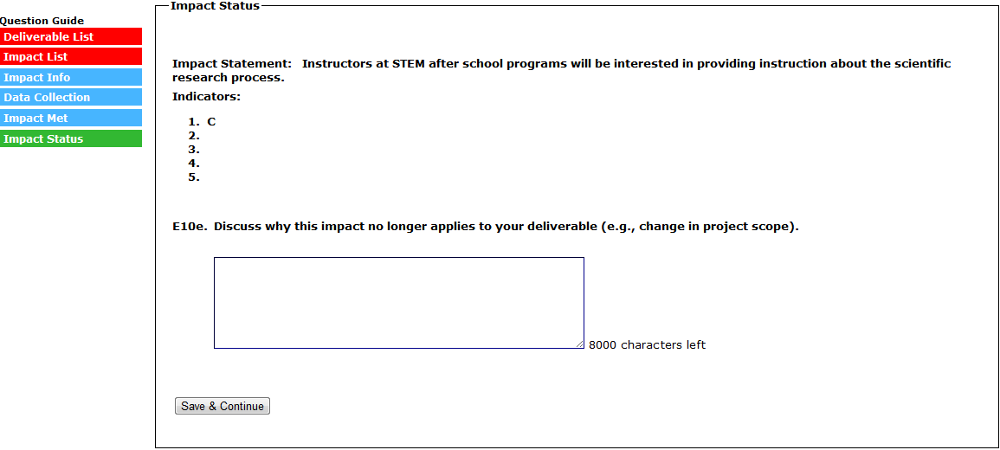 Impact Status
Question Guide
Deliverable List
Impact List
Impact Info
Data Collection
Impact Met
Impact Status
Impact Statement: Instructors at STEM after school programs will be interested in providing instruction about the scientific
research process.
Indicators:
1. C
2.
3.
4.
5.
E10e. Discuss why this impact no longer applies to your deliverable (e.g., change in project scope).
8000 characters left
Save & Continue